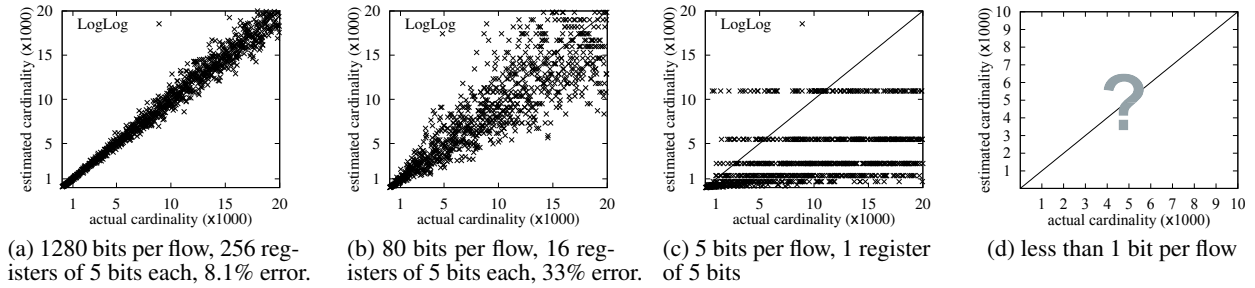 LogLog
20
15
10
5
1
estimated cardinality (x1000)
1 5 10 15 20
actual cardinality (x1000)
(a) 1280 bits per flow, 256 reg-
isters of 5 bits each, 8.1% error.
LogLog
20
15
10
5
1
estimated cardinality (x1000)
1 5 10 15 20
actual cardinality (x1000)
(b) 80 bits per flow, 16 reg-
isters of 5 bits each, 33% error.
LogLog
20
15
10
5
1
estimated cardinality (x1000)
1 5 10 15 20
actual cardinality (x1000)
(c) 5 bits per flow, 1 register
of 5 bits
10
9
8
7
6
5
4
3
2
1
estimated cardinality (x1000)
?
1 2 3 4 5 6 7 8 9 10
actual cardinality (x1000)
(d) less than 1 bit per flow